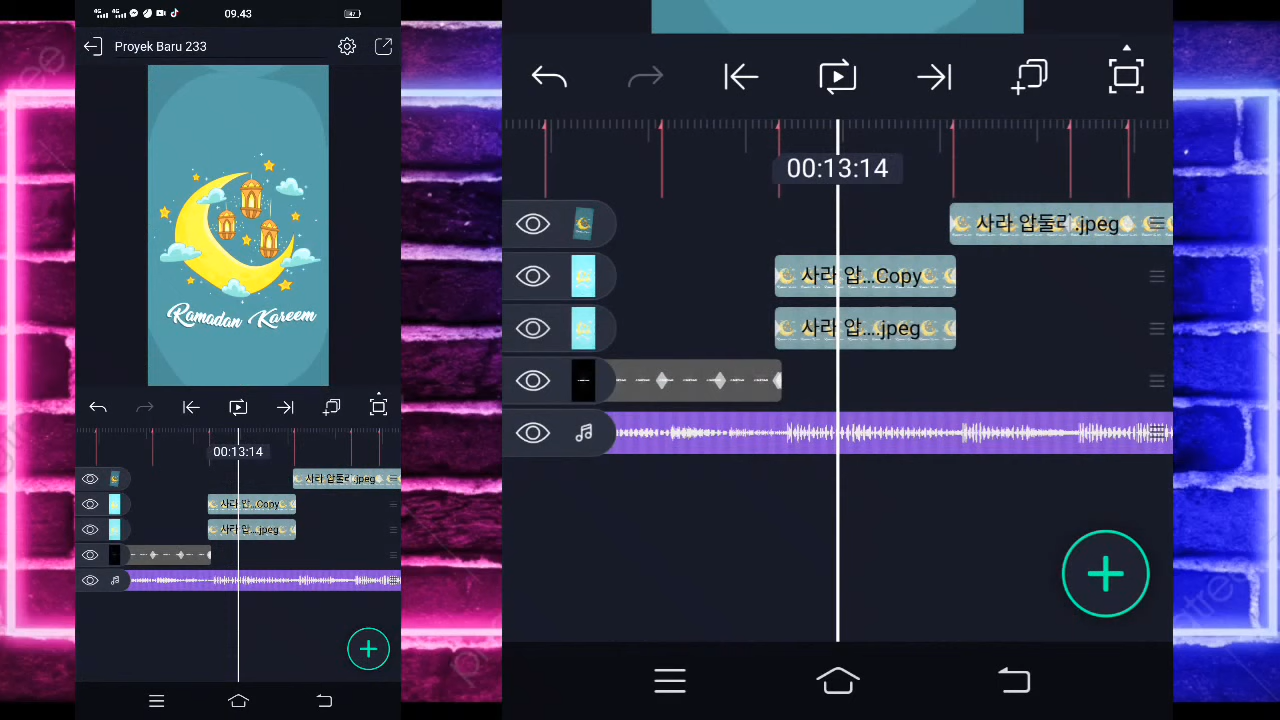 09.43
Proyek Baru 233
Ramadan Kareem
00:13:14
사라 압둘라.jpeg
사라 압...Copy
사라 압....jpeg
00:13:14
사라 압둘라.jpeg
사라 압...Copy
사라 압....jpeg